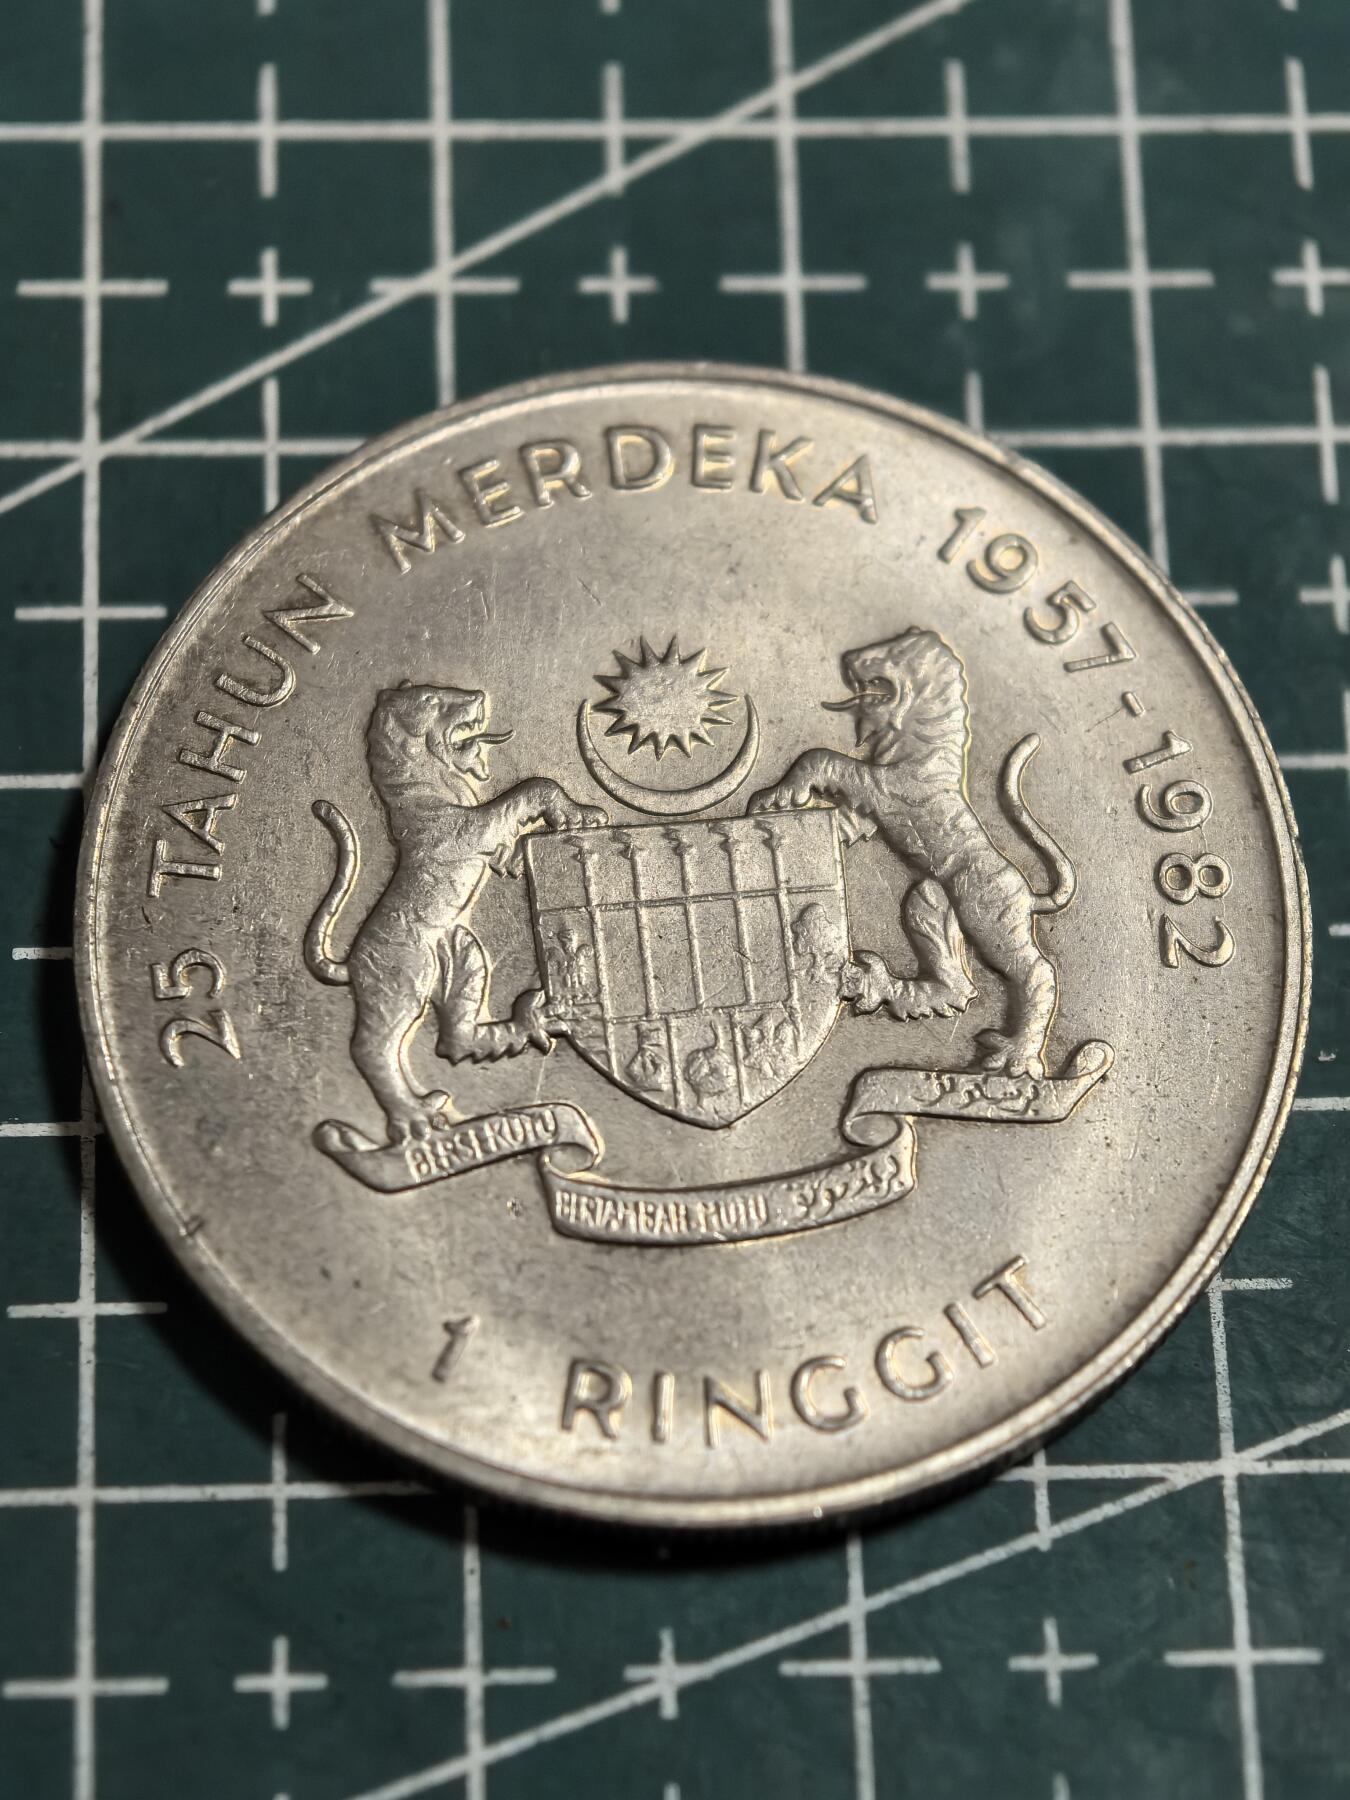 25 TAHUN MERDEKA 1957-1982
BERSEKUTU
BERTAMBAH MUTU
1 RINGGIT